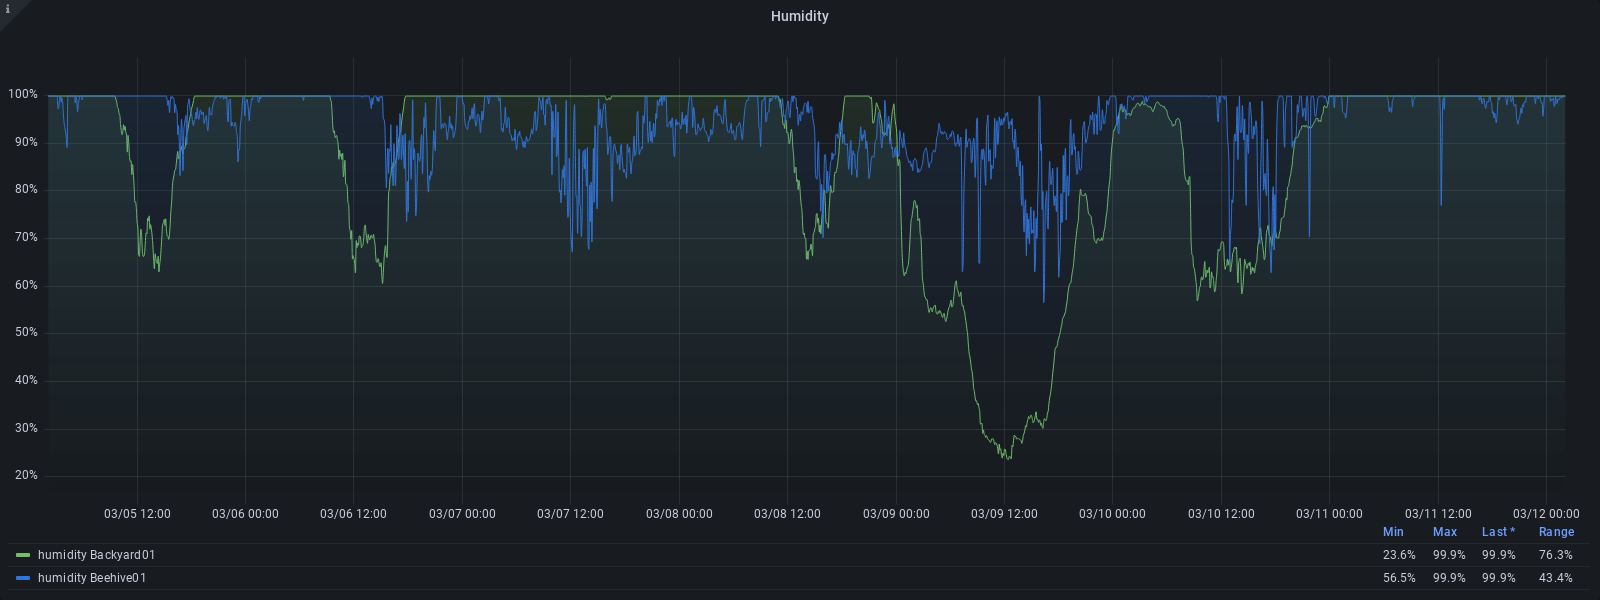 i
Humidity
100%
90%
80%
70%
60%
50%
40%
30%
20%
03/05 12:00 03/06 00:00 03/06 12:00 03/07 00:00 03/07 12:00 03/08 00:00 03/08 12:00 03/09 00:00 03/09 12:00 03/10 00:00 03/10 12:00 03/11 00:00 03/11 12:00 03/12 00:00
Min Max Last * Range
humidity Backyard01 23.6% 99.9% 99.9% 76.3%
humidity Beehive01 56.5% 99.9% 99.9% 43.4%